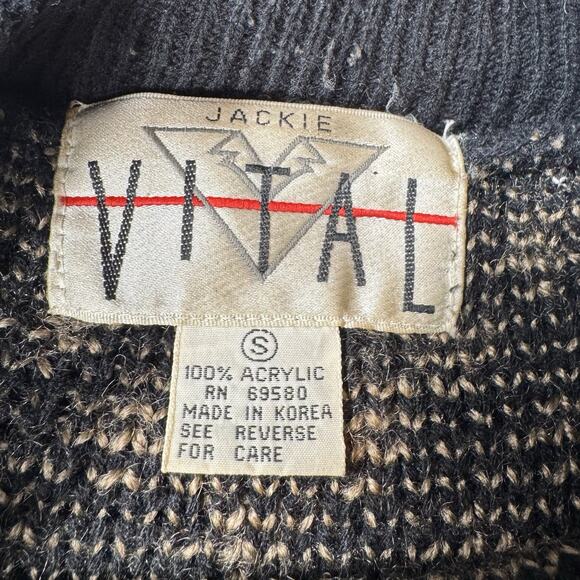 JACKIE
VITAL
S
100% ACRYLIC
RN 69580
MADE IN KOREA
SEE REVERSE
FOR CARE